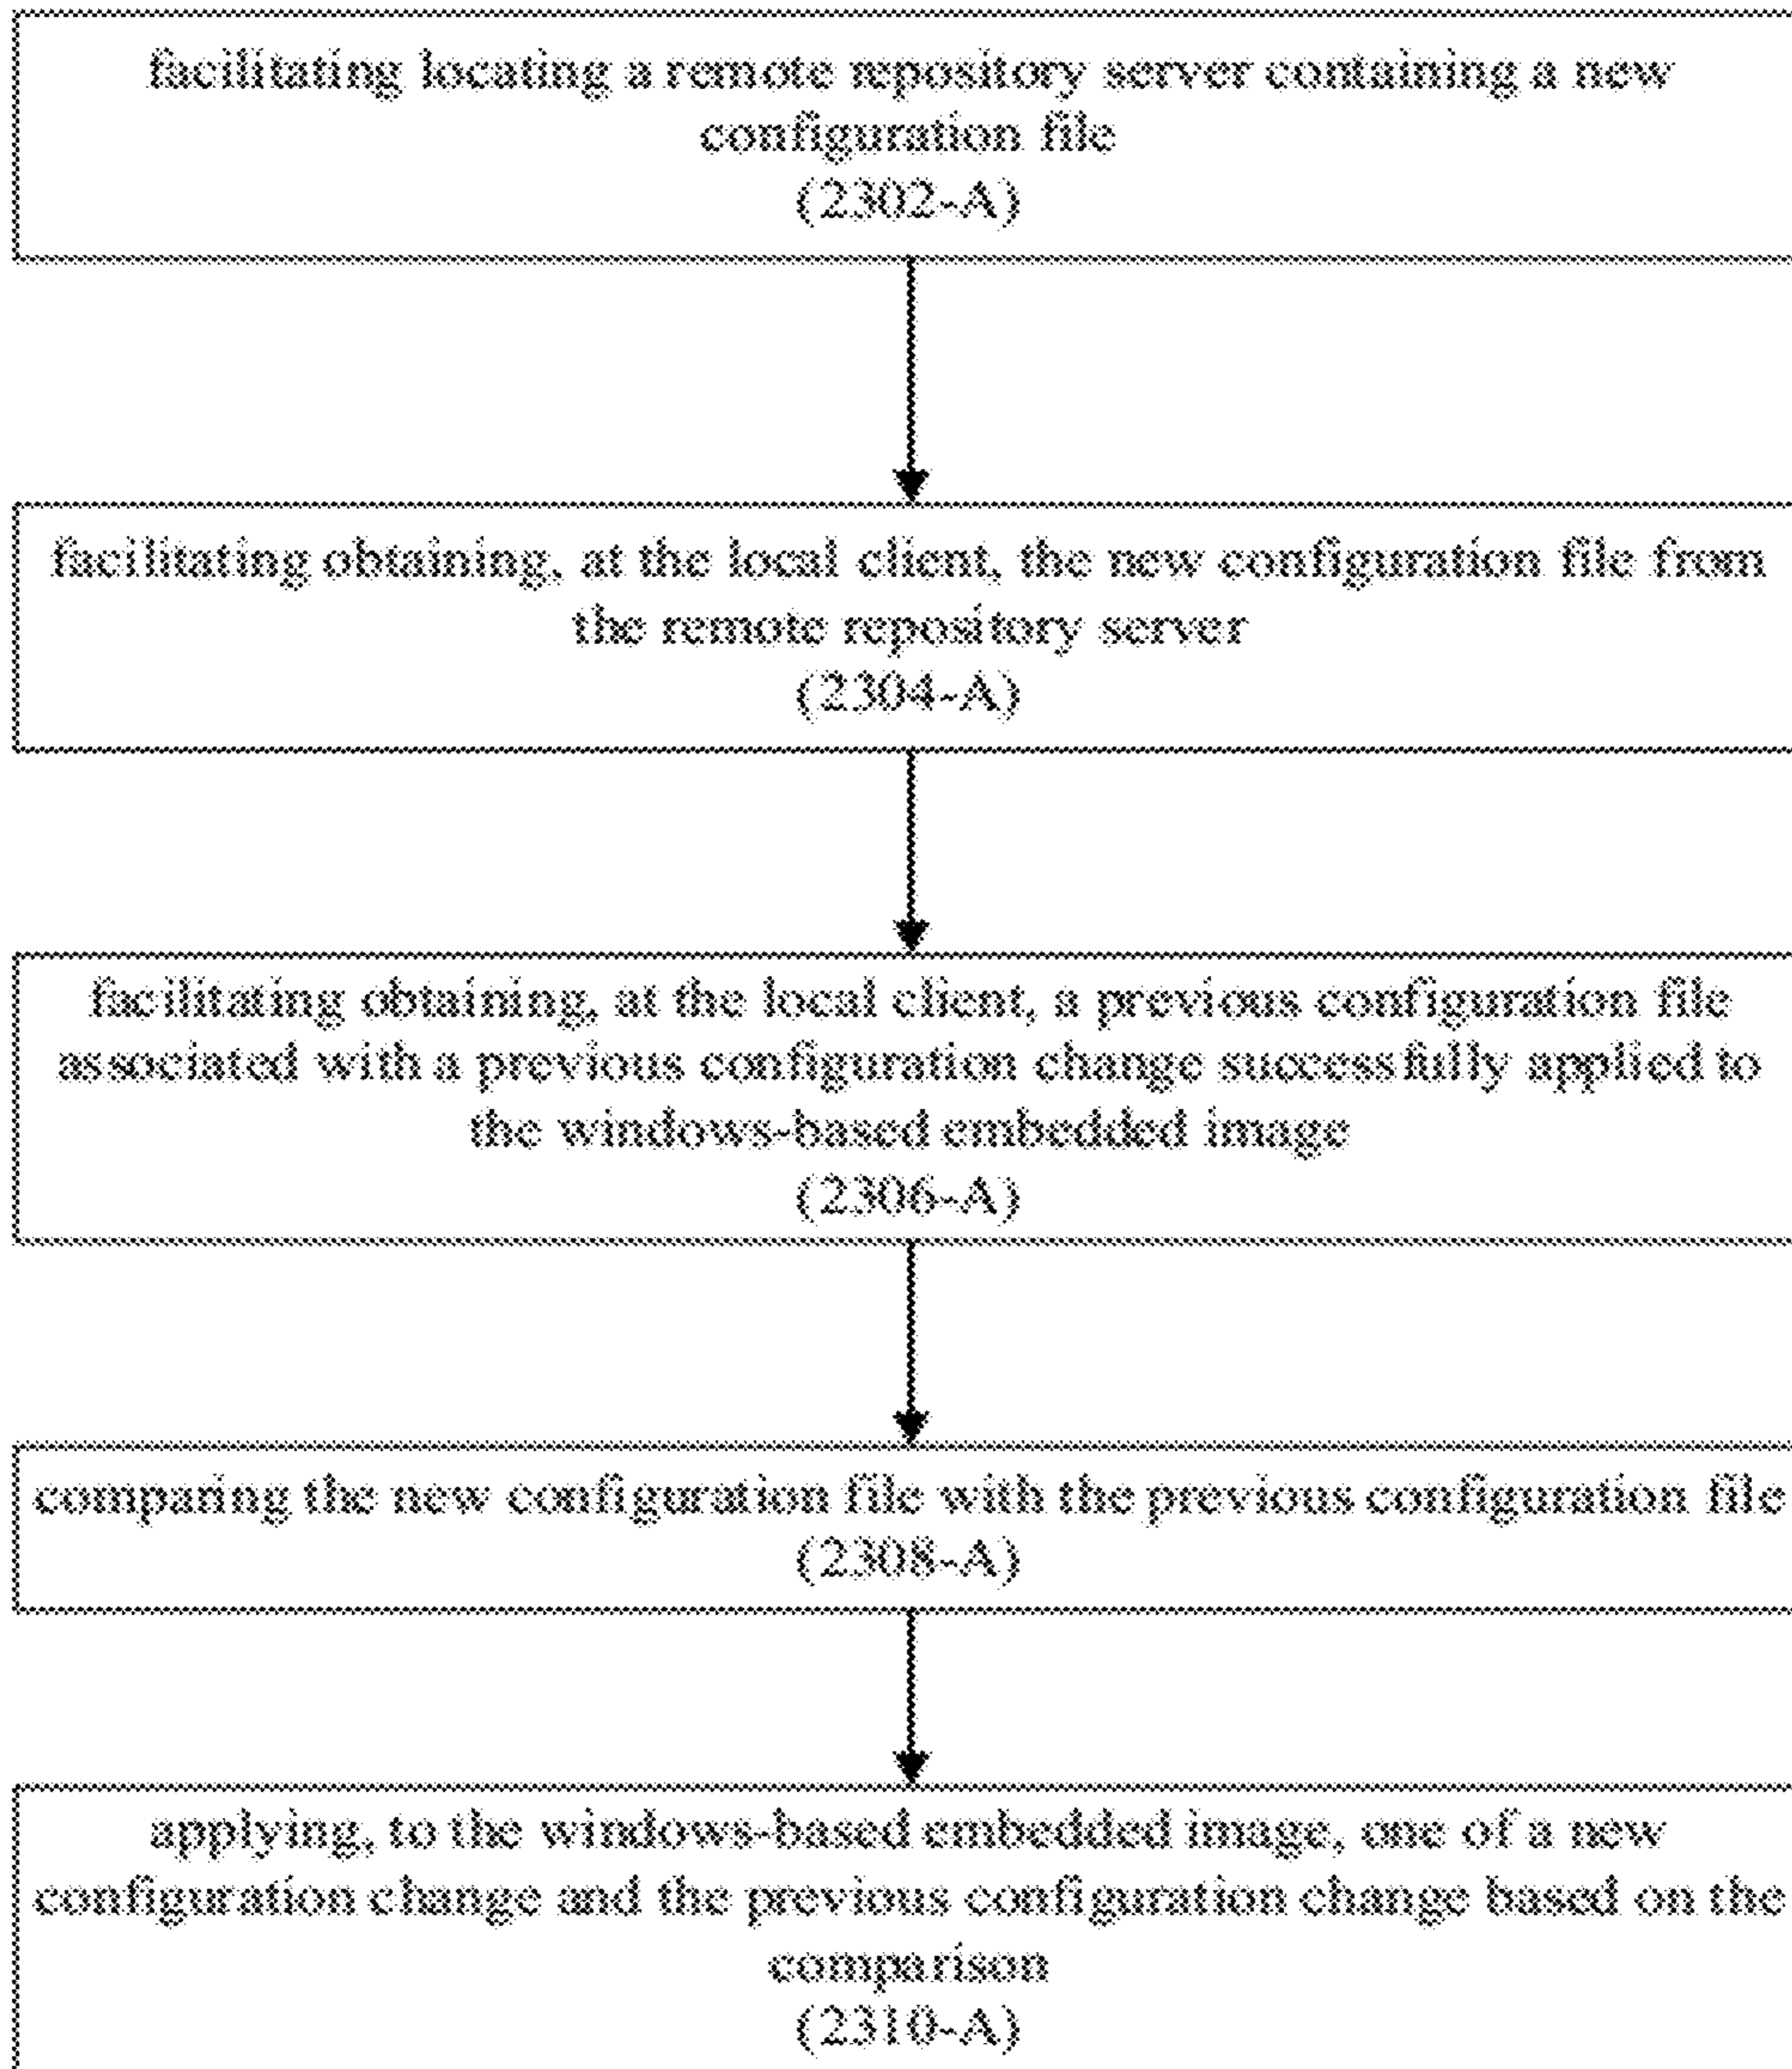 facilitating locating a remote repository server containing a new
configuration file
(2302-A)
facilitating obtaining, at the local client, the new configuration file from
the remote repository server
(2304-A)
facilitating obtaining, at the local client, a previous configuration file
associated with a previous configuration change successfully applied to
the windows-based embedded image
(2306-A)
comparing the new configuration file with the previous configuration file
(2308-A)
applying, to the windows-based embedded image, one of a new
configuration change and the previous configuration change based on the
comparison
(2310-A)